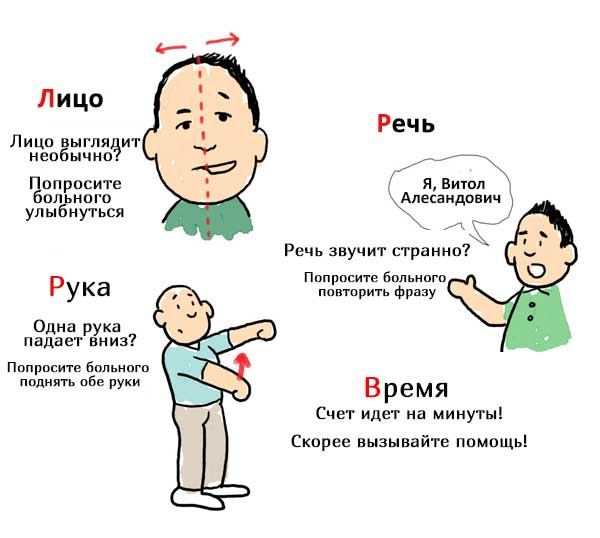 Лицо
Лицо выглядит
необычно?
Попросите
больного
улыбнуться
Рука
Одна рука
падает вниз?
Попросите больного
поднять обе руки
Речь
Я, Витол
Алесандович
Речь звучит странно?
Попросите больного
повторить фразу
Время
Счет идет на минуты!
Скорее вызывайте помощь!